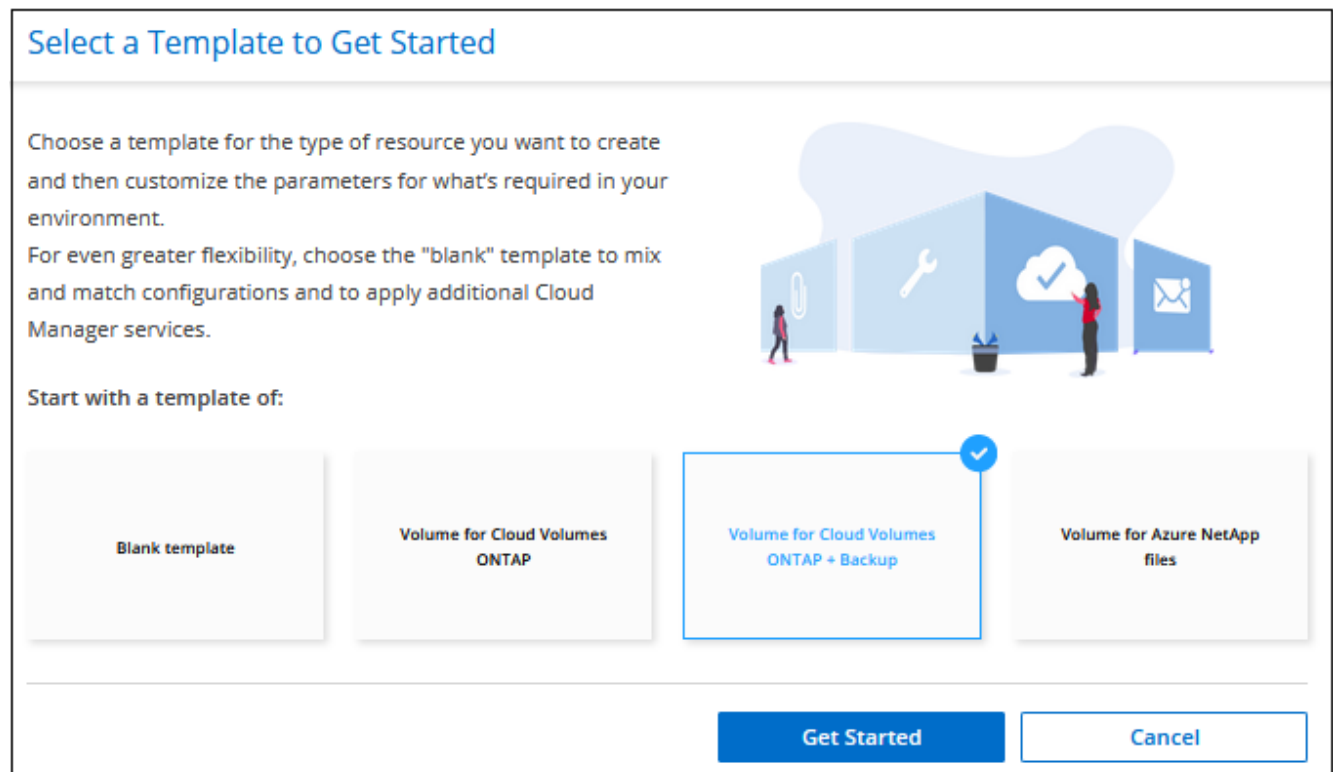 Select a Template to Get Started
Choose a template for the type of resource you want to create
and then customize the parameters for what's required in your
environment.
For even greater flexibility, choose the "blank" template to mix
and match configurations and to apply additional Cloud
Manager services.
Start with a template of:
Blank template
Volume for Cloud Volumes
ONTAP
Volume for Cloud Volumes
ONTAP + Backup
Volume for Azure NetApp
files
Get Started
Cancel